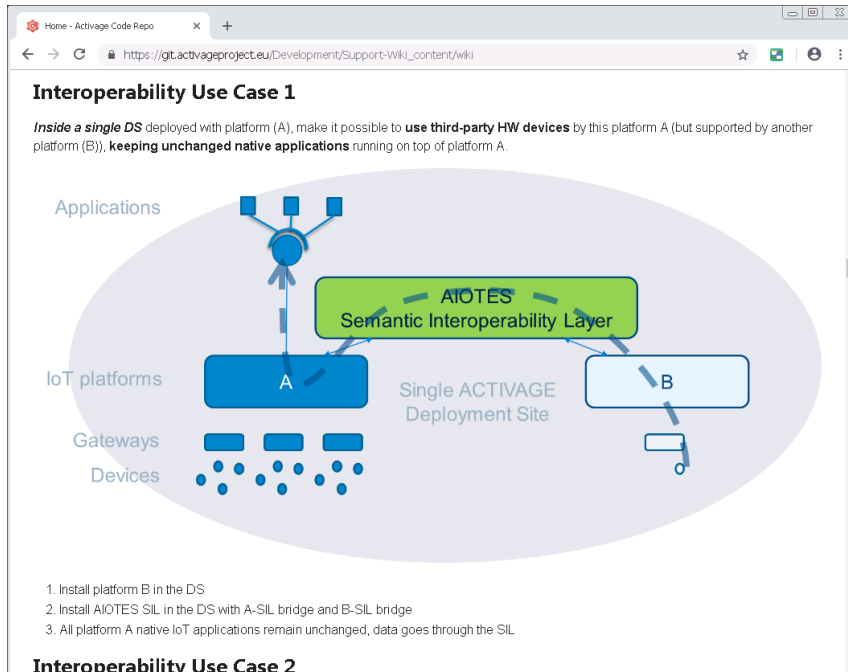 Home - Activage Code Repo
https://git.activageproject.eu/Development/Support-Wiki_content/wiki
Interoperability Use Case 1
Inside a single DS deployed with platform (A), make it possible to use third-party HW devices by this platform A (but supported by another
platform (B)), keeping unchanged native applications running on top of platform A.
Applications
AIOTES
Semantic Interoperability Layer
IoT platforms
A
Single ACTIVAGE
Deployment Site
B
Gateways
Devices
1. Install platform B in the DS
2. Install AIOTES SIL in the DS with A-SIL bridge and B-SIL bridge
3. All platform A native IoT applications remain unchanged, data goes through the SIL
Interoperability Use Case 2